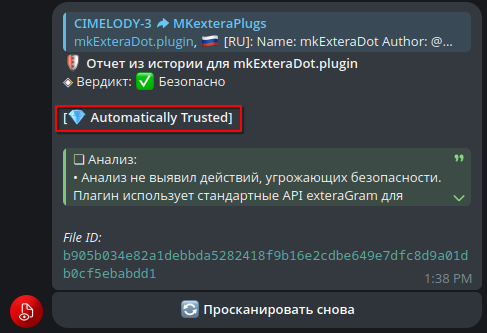 CIMELODY-3 ➦ MKexteraPlugs
mkExteraDot.plugin, 🇷🇺 [RU]: Name: mkExteraDot Author: @...
Отчет из истории для mkExteraDot.plugin
◈ Вердикт: ✅ Безопасно
[💎 Automatically Trusted]
❏ Анализ:
• Анализ не выявил действий, угрожающих безопасности.
Плагин использует стандартные API exteraGram для
File ID:
b905b034e82a1debbda5282418f9b16e2cdbe649e7dfc8d9a01d
b0cf5ebabdd1
1:38 PM
🔄 Просканировать снова